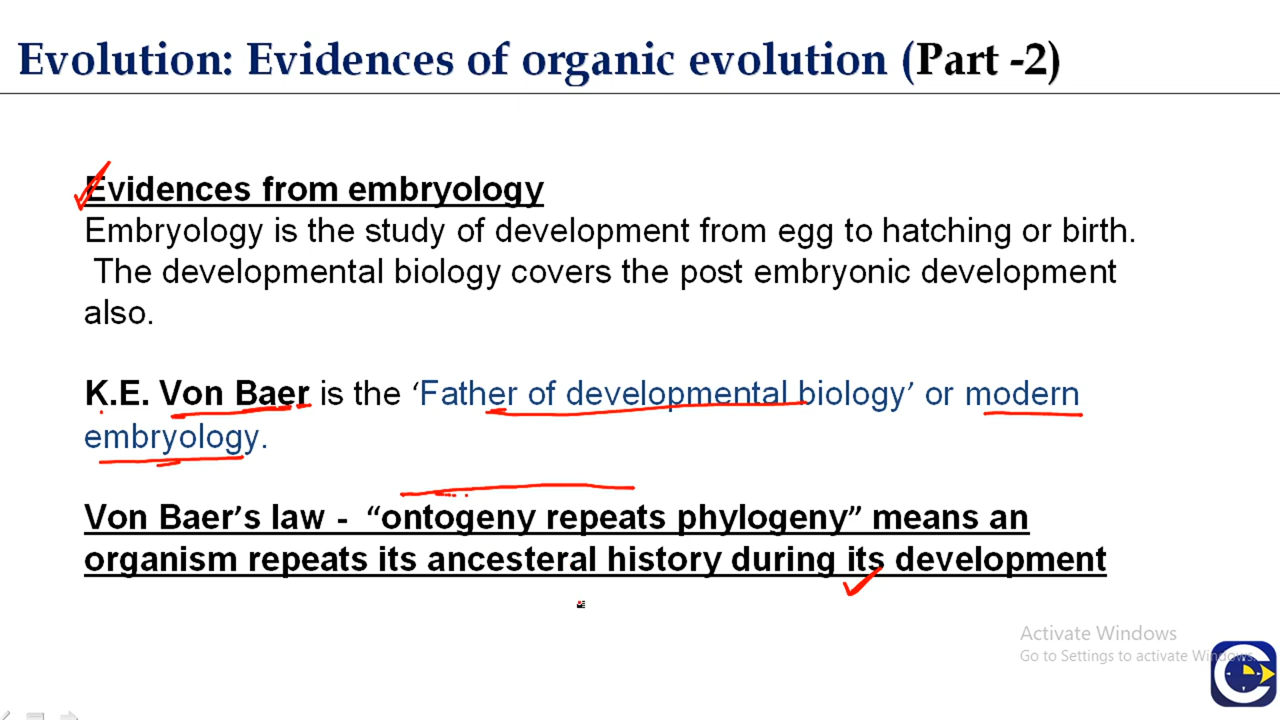 Evolution: Evidences of organic evolution (Part -2)
Evidences from embryology
Embryology is the study of development from egg to hatching or birth.
The developmental biology covers the post embryonic development
also.
K.E. Von Baer is the ‘Father of developmental biology’ or modern
embryology.
Von Baer’s law - “ontogeny repeats phylogeny” means an
organism repeats its ancesteral history during its development
Activate Windows
Go to Settings to activate Windows.